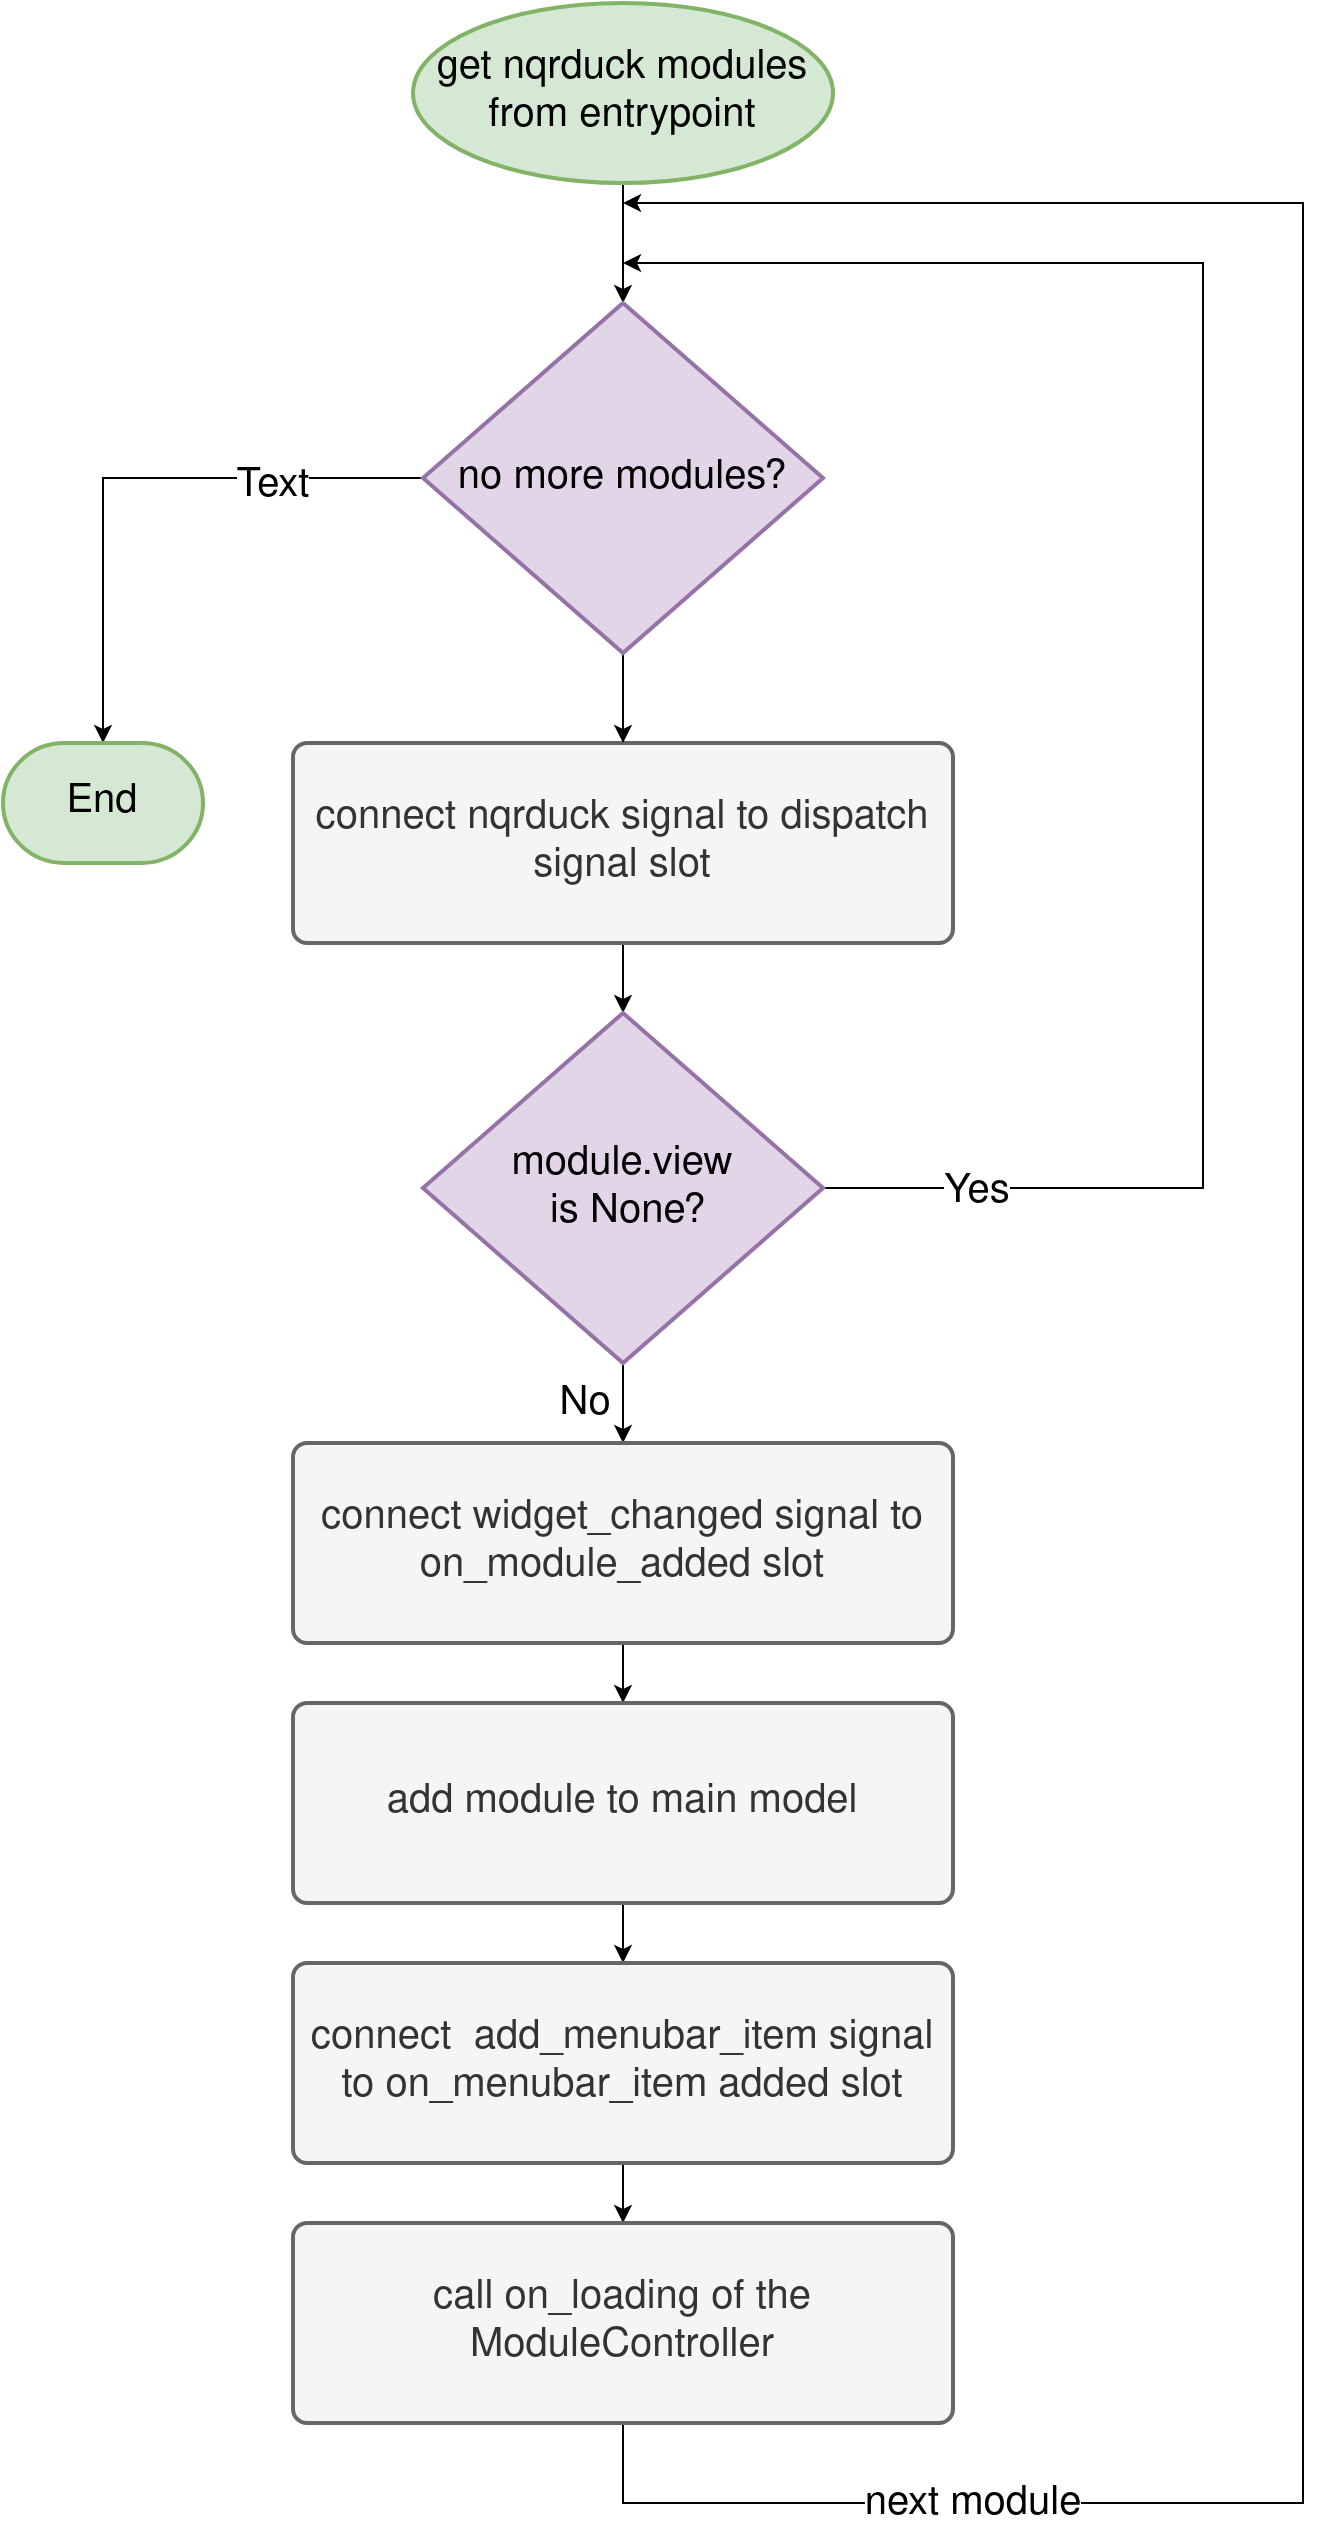 get nqrduck modules
from entrypoint
no more modules?
Text
End
connect nqrduck signal to dispatch
signal slot
module.view
is None?
Yes
No
connect widget_changed signal to
on_module_added slot
add module to main model
connect  add_menubar_item signal
to on_menubar_item added slot
call on_loading of the
ModuleController
next module